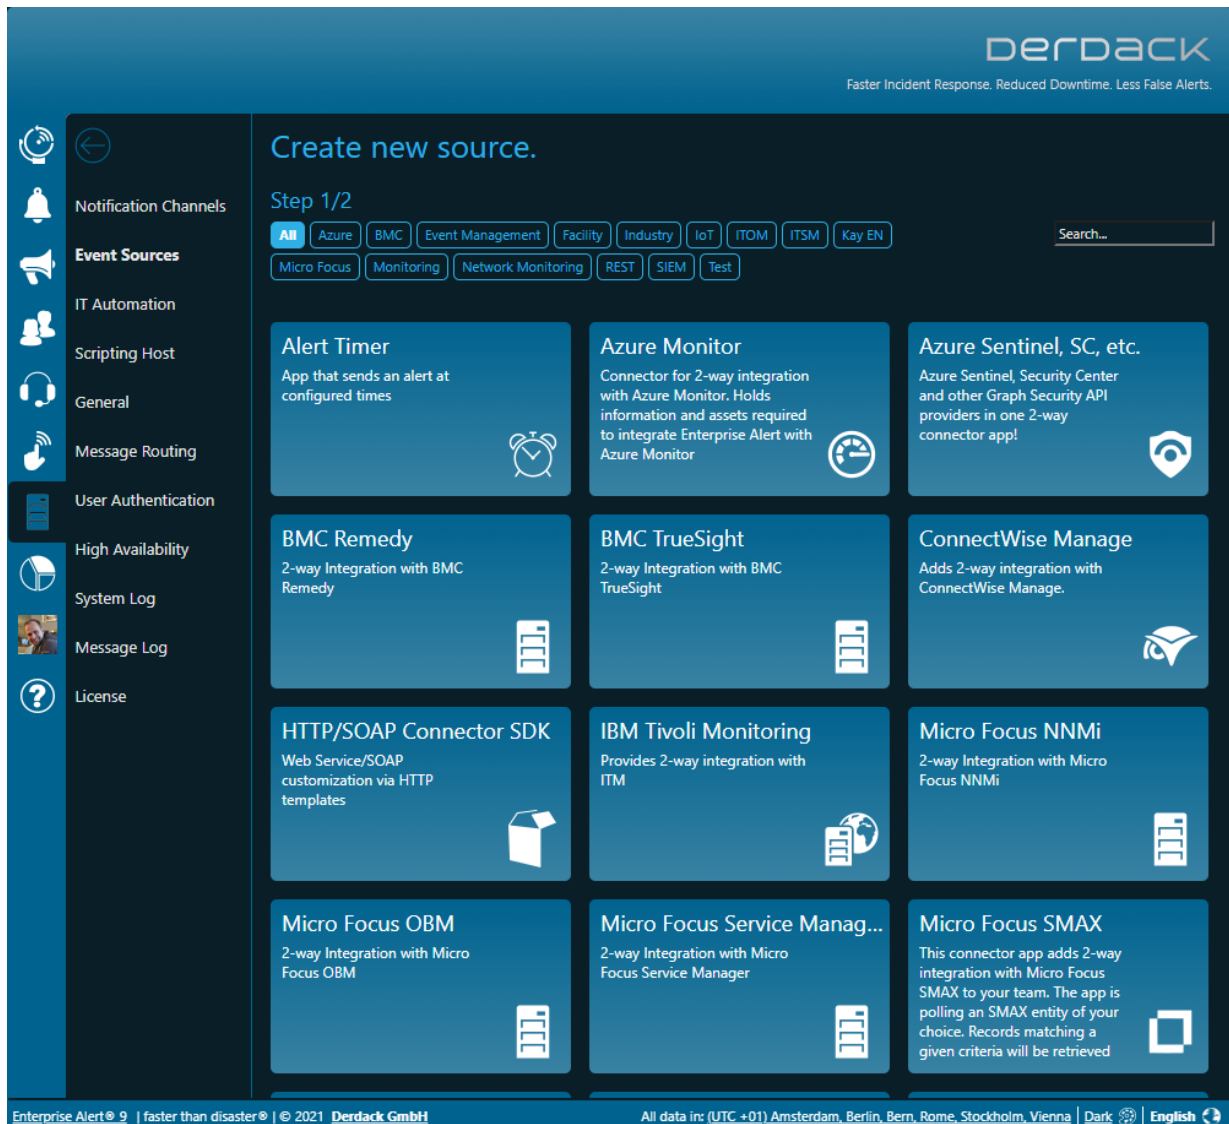 DERDACK
Faster Incident Response. Reduced Downtime. Less False Alerts.
Notification Channels
Event Sources
IT Automation
Scripting Host
General
Message Routing
User Authentication
High Availability
System Log
Message Log
License
Create new source.
Step 1/2
All Azure BMC Event Management Facility Industry IoT ITOM ITSM Kay EN
Micro Focus Monitoring Network Monitoring REST SIEM Test
Search...
Alert Timer
App that sends an alert at
configured times
Azure Monitor
Connector for 2-way integration
with Azure Monitor. Holds
information and assets required
to integrate Enterprise Alert with
Azure Monitor
Azure Sentinel, SC, etc.
Azure Sentinel, Security Center
and other Graph Security API
providers in one 2-way
connector app!
BMC Remedy
2-way Integration with BMC
Remedy
BMC TrueSight
2-way Integration with BMC
TrueSight
ConnectWise Manage
Adds 2-way integration with
ConnectWise Manage.
HTTP/SOAP Connector SDK
Web Service/SOAP
customization via HTTP
templates
IBM Tivoli Monitoring
Provides 2-way integration with
ITM
Micro Focus NNMi
2-way Integration with Micro
Focus NNMi
Micro Focus OBM
2-way Integration with Micro
Focus OBM
Micro Focus Service Manag...
2-way Integration with Micro
Focus Service Manager
Micro Focus SMAX
This connector app adds 2-way
integration with Micro Focus
SMAX to your team. The app is
polling an SMAX entity of your
choice. Records matching a
given criteria will be retrieved
Enterprise Alert® 9 | faster than disaster® | © 2021 Derdack GmbH
All data in: (UTC +01) Amsterdam, Berlin, Bern, Rome, Stockholm, Vienna | Dark | English